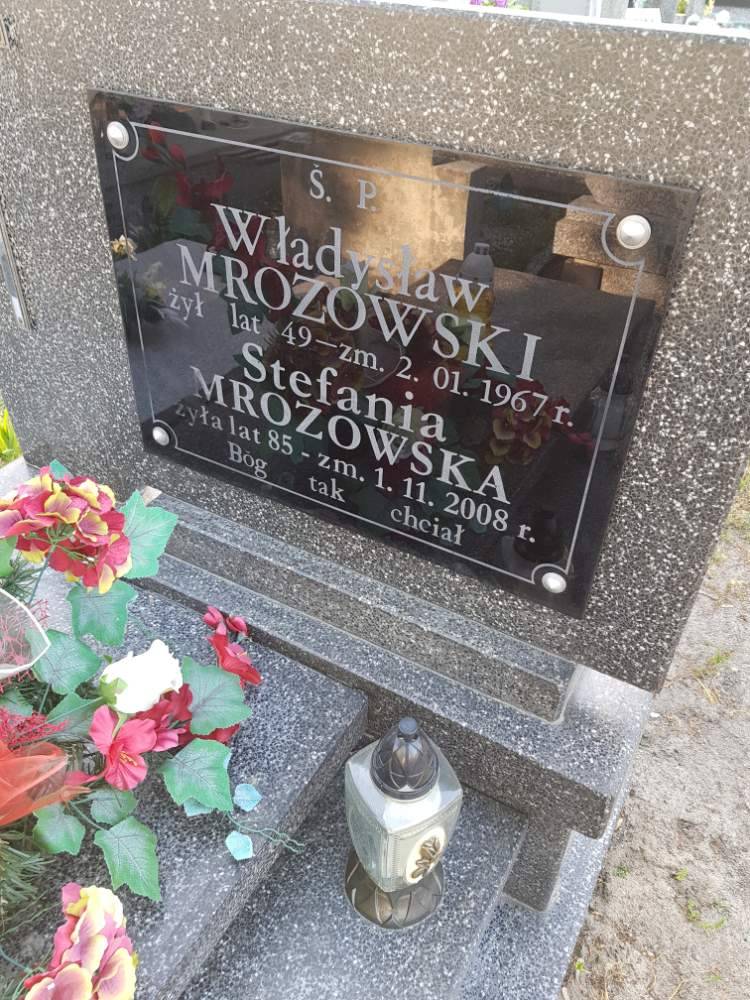 Ś. P.
Władysław
MROZOWSKI
żył lat 49—zm. 2. 01. 1967 r.
Stefania
MROZOWSKA
żyła lat 85 - zm. 1. 11. 2008 r.
Bóg tak chciał